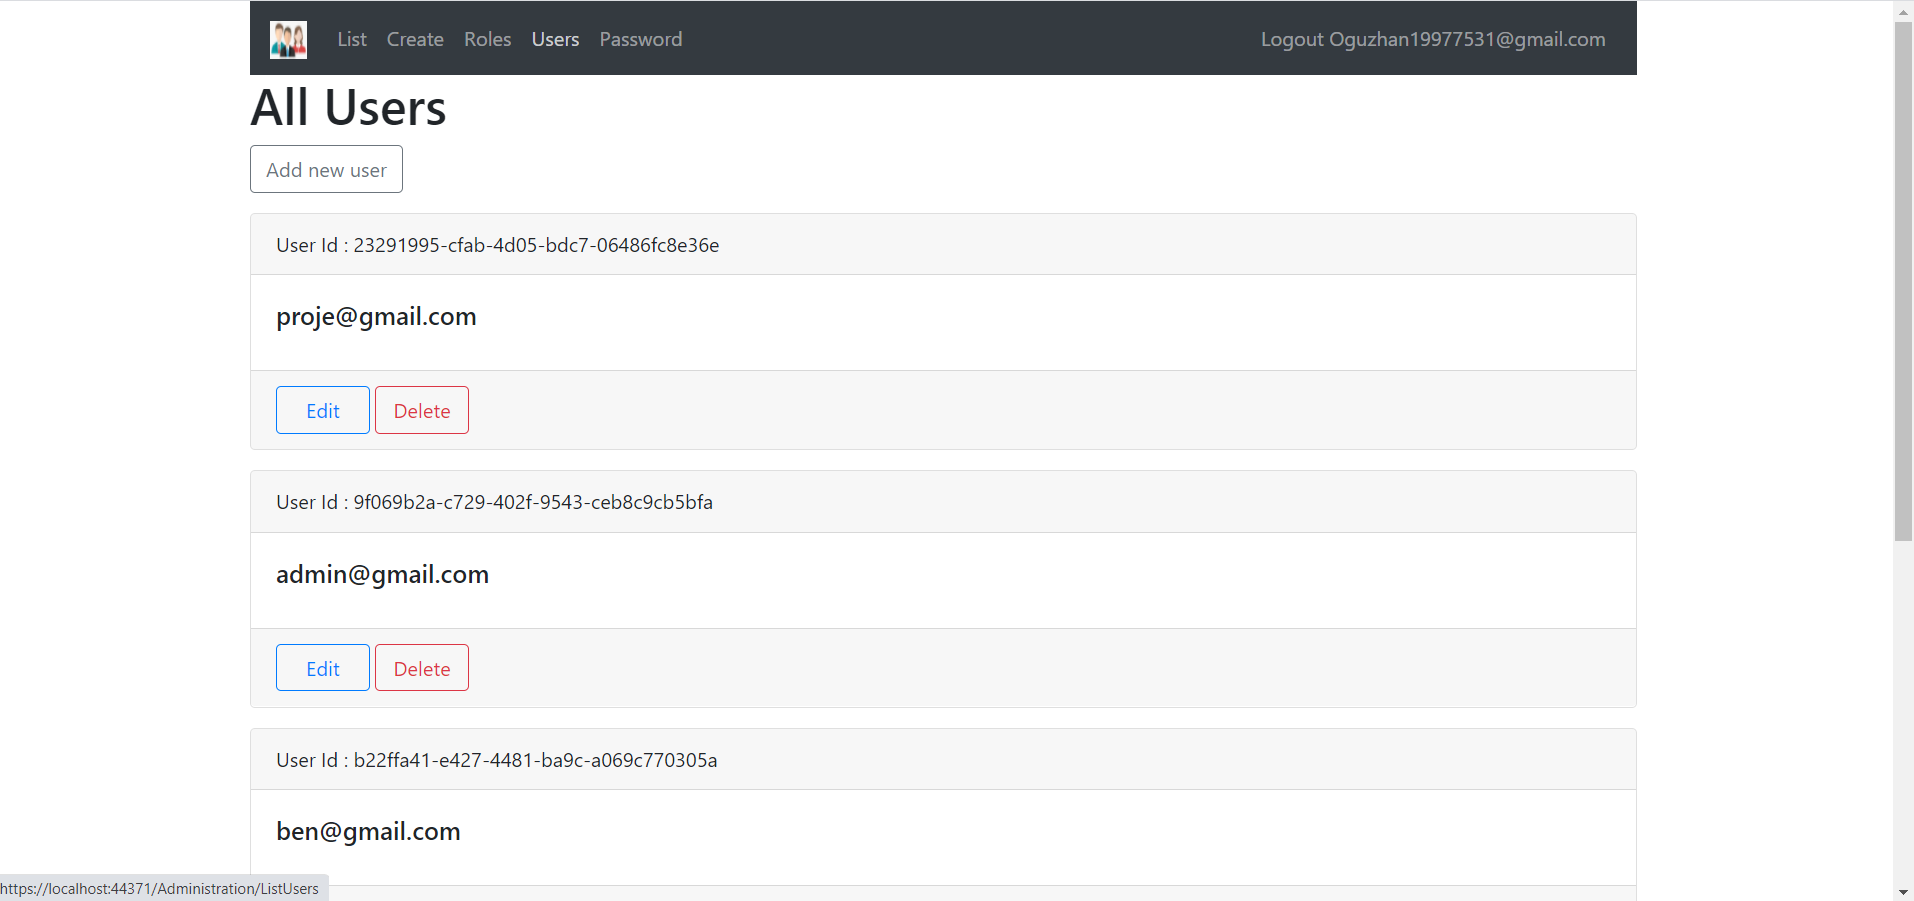 List Create Roles Users Password Logout Oguzhan19977531@gmail.com
All Users
Add new user
User Id : 23291995-cfab-4d05-bdc7-06486fc8e36e
proje@gmail.com
Edit Delete
User Id : 9f069b2a-c729-402f-9543-ceb8c9cb5bfa
admin@gmail.com
Edit Delete
User Id : b22ffa41-e427-4481-ba9c-a069c770305a
ben@gmail.com
https://localhost:44371/Administration/ListUsers